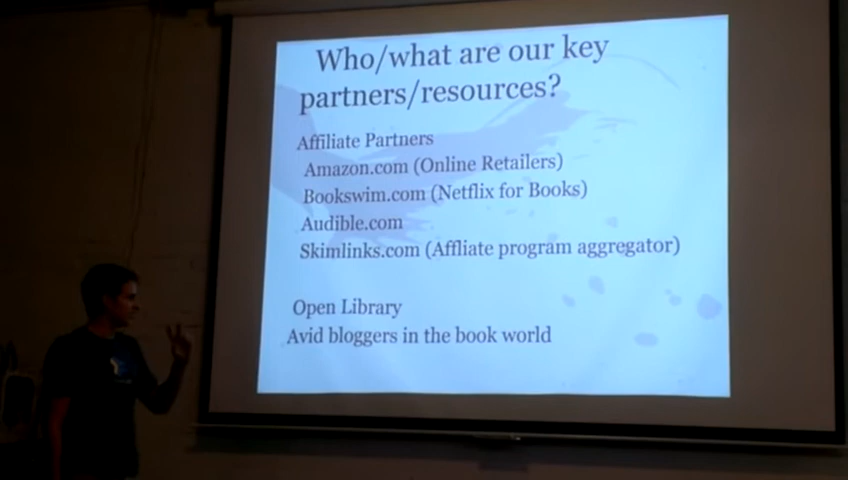 Who/what are our key
partners/resources?
Affiliate Partners
Amazon.com (Online Retailers)
Bookswim.com (Netflix for Books)
Audible.com
Skimlinks.com (Affliate program aggregator)
Open Library
Avid bloggers in the book world